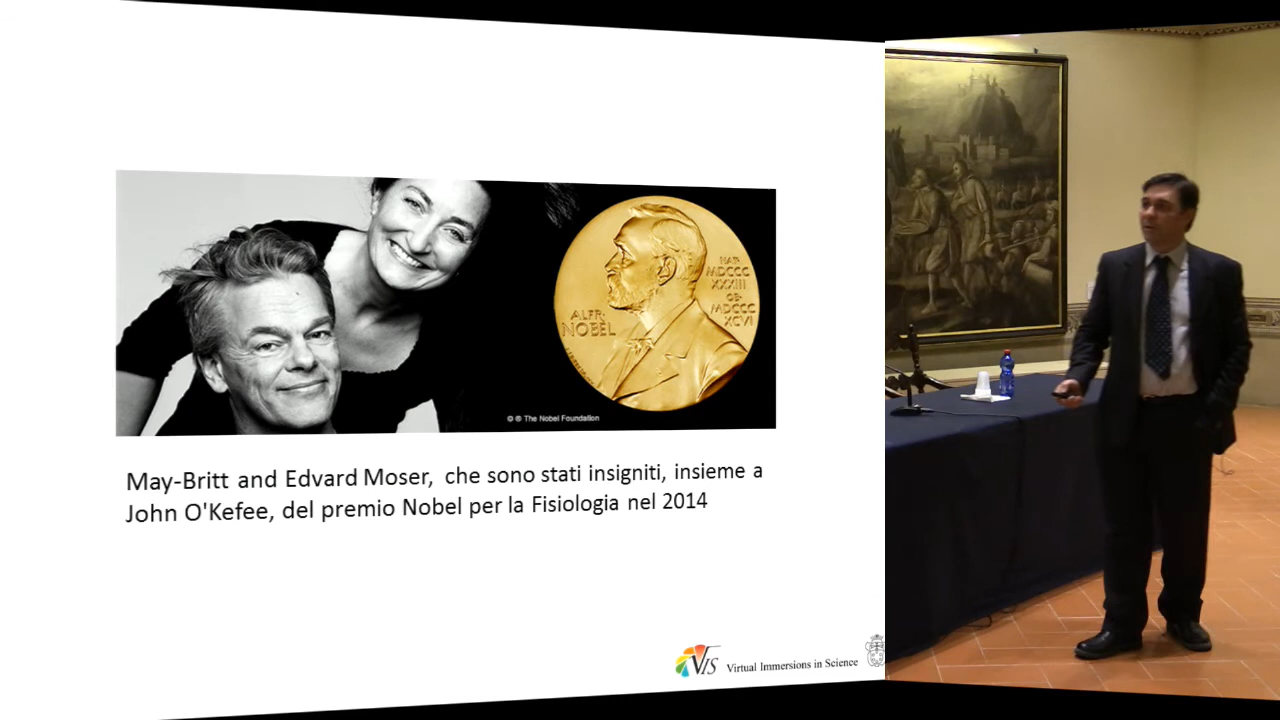 ALFR·
NOBEL
NAT·
MDCCC
XXXIII
OB·
MDCCC
XCVI
© ® The Nobel Foundation
May-Britt and Edvard Moser, che sono stati insigniti, insieme a
John O'Kefee, del premio Nobel per la Fisiologia nel 2014
VIS Virtual Immersions in Science